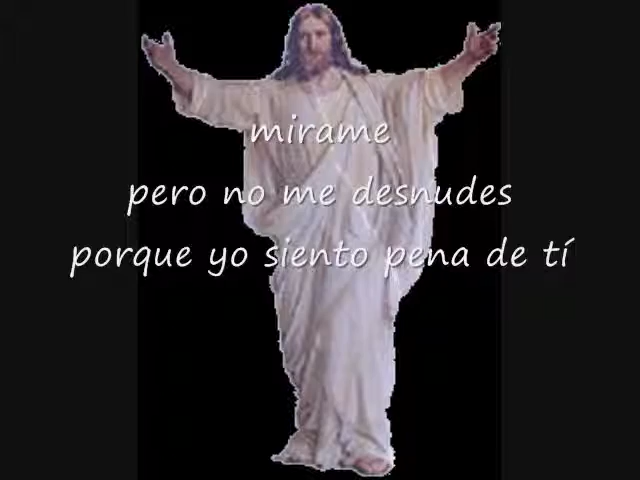 mirame
pero no me desnudes
porque yo siento pena de tí